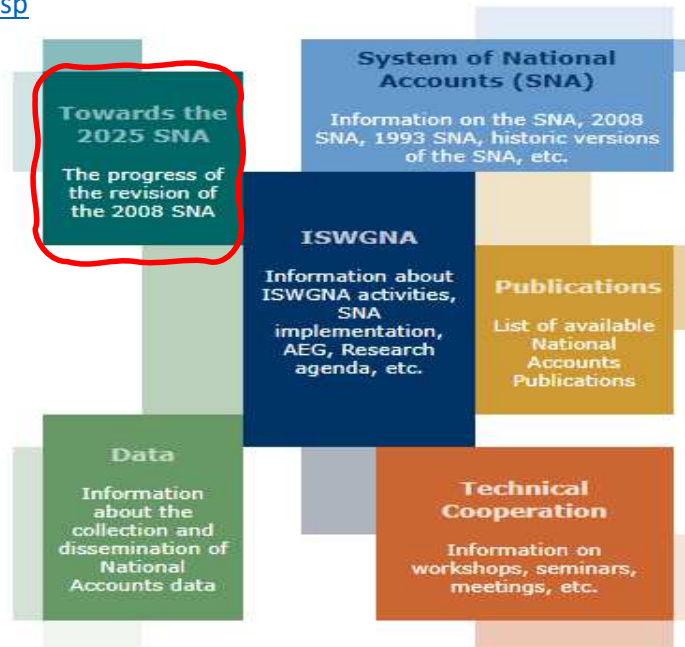 sp
Towards the
2025 SNA
The progress of
the revision of
the 2008 SNA
System of National
Accounts (SNA)
Information on the SNA, 2008
SNA, 1993 SNA, historic versions
of the SNA, etc.
ISWGNA
Information about
ISWGNA activities,
SNA
implementation,
AEG, Research
agenda, etc.
Publications
List of available
National
Accounts
Publications
Data
Information
about the
collection and
dissemination of
National
Accounts data
Technical
Cooperation
Information on
workshops, seminars,
meetings, etc.